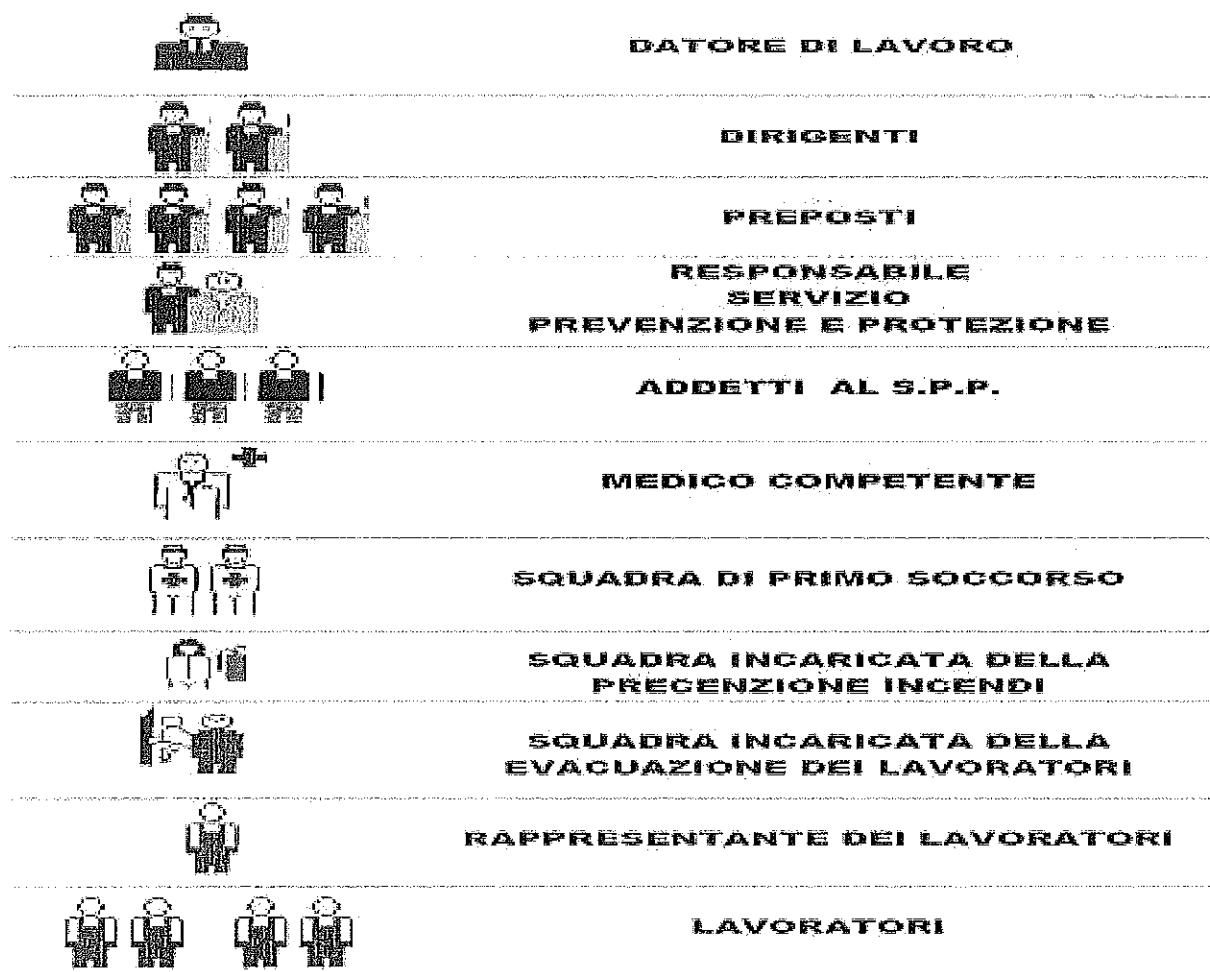 DATORE DI LAVORO
DIRIGENTI
PREPOSTI
RESPONSABILE
SERVIZIO
PREVENZIONE E PROTEZIONE
ADDETTI AL S.P.P.
MEDICO COMPETENTE
SQUADRA DI PRIMO SOCCORSO
SQUADRA INCARICATA DELLA
PRECENZIONE INCENDI
SQUADRA INCARICATA DELLA
EVACUAZIONE DEI LAVORATORI
RAPPRESENTANTE DEI LAVORATORI
LAVORATORI